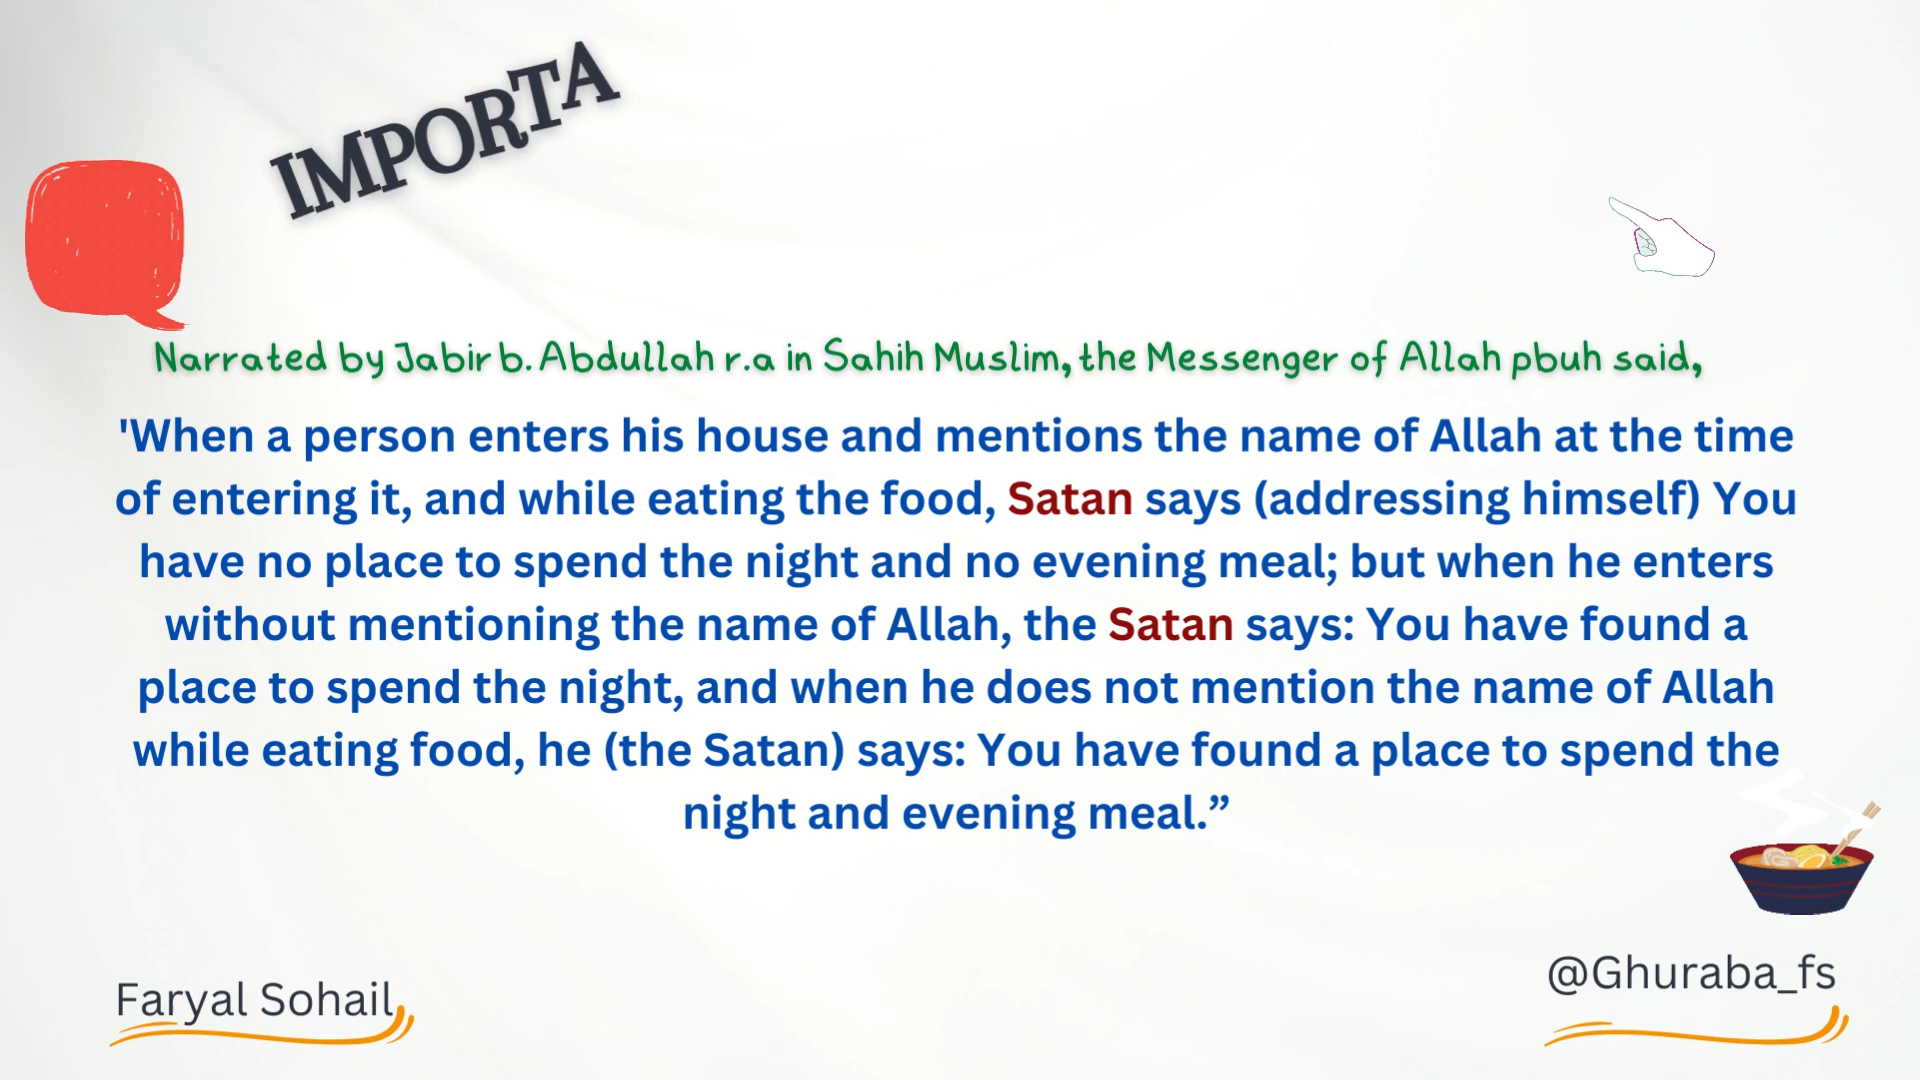 IMPORTA
Narrated by Jabir b. Abdullah r.a in Sahih Muslim, the Messenger of Allah pbuh said,
'When a person enters his house and mentions the name of Allah at the time
of entering it, and while eating the food, Satan says (addressing himself) You
have no place to spend the night and no evening meal; but when he enters
without mentioning the name of Allah, the Satan says: You have found a
place to spend the night, and when he does not mention the name of Allah
while eating food, he (the Satan) says: You have found a place to spend the
night and evening meal.”
Faryal Sohail
@Ghuraba_fs